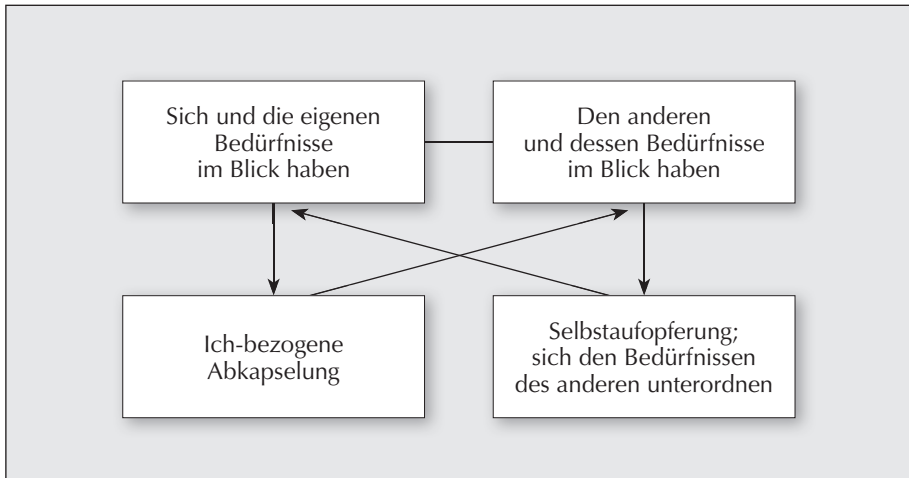 Sich und die eigenen
Bedürfnisse
im Blick haben
Den anderen
und dessen Bedürfnisse
im Blick haben
Ich-bezogene
Abkapselung
Selbstaufopferung;
sich den Bedürfnissen
des anderen unterordnen